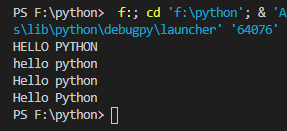 PS F:\python>  f:; cd 'f:\python'; & 'A
s\lib\python\debugpy\launcher' '64076'
HELLO PYTHON
hello python
Hello python
Hello Python
PS F:\python>